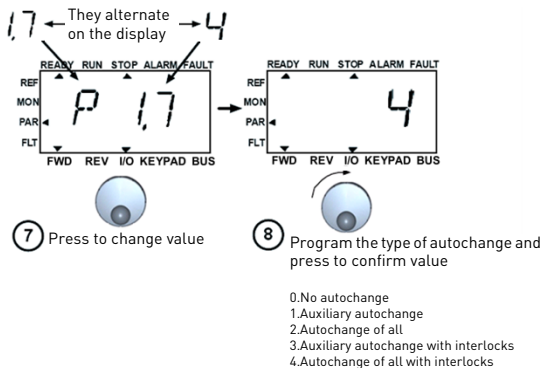 1.7
They alternate
on the display
4
READY RUN STOP ALARM FAULT
REF
MON
PAR
FLT
P 1.7
FWD REV I/O KEYPAD BUS
READY RUN STOP ALARM FAULT
REF
MON
PAR
FLT
4
FWD REV I/O KEYPAD BUS
7 Press to change value
8 Program the type of autochange and
press to confirm value
0.No autochange
1.Auxiliary autochange
2.Autochange of all
3.Auxiliary autochange with interlocks
4.Autochange of all with interlocks